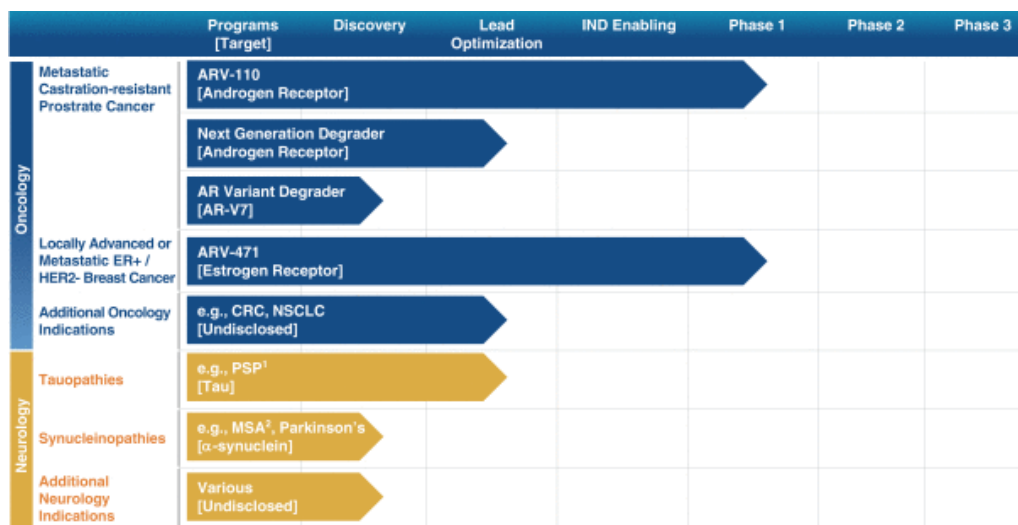 Programs
[Target]
Discovery
Lead
Optimization
IND Enabling
Phase 1
Phase 2
Phase 3
Oncology
Metastatic
Castration-resistant
Prostrate Cancer
ARV-110
[Androgen Receptor]
Next Generation Degrader
[Androgen Receptor]
AR Variant Degrader
[AR-V7]
Locally Advanced or
Metastatic ER+ /
HER2- Breast Cancer
ARV-471
[Estrogen Receptor]
Additional Oncology
Indications
e.g., CRC, NSCLC
[Undisclosed]
Neurology
Tauopathies
e.g., PSP¹
[Tau]
Synucleinopathies
e.g., MSA², Parkinson's
[α-synuclein]
Additional
Neurology
Indications
Various
[Undisclosed]